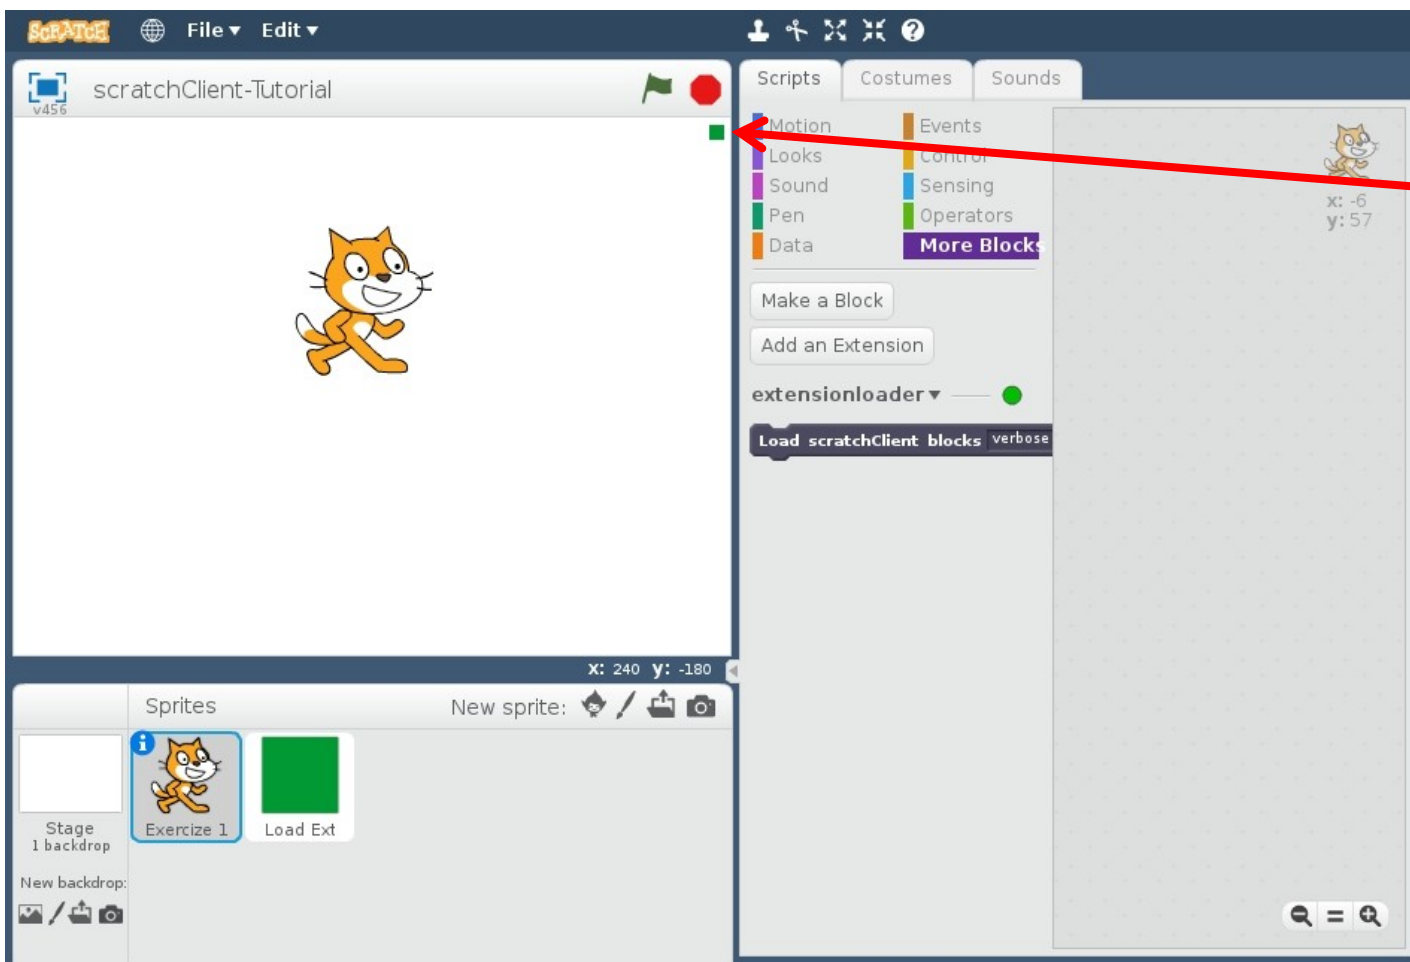 SCRATCH File▾ Edit▾
v456 scratchClient-Tutorial
Scripts Costumes Sounds
Motion Events
Looks Control
Sound Sensing
Pen Operators
Data More Blocks
x: -6
y: 57
Make a Block
Add an Extension
extensionloader▾
Load scratchClient blocks verbose
x: 240 y: -180
Sprites New sprite:
Stage
1 backdrop
Exercize 1 Load Ext
New backdrop: